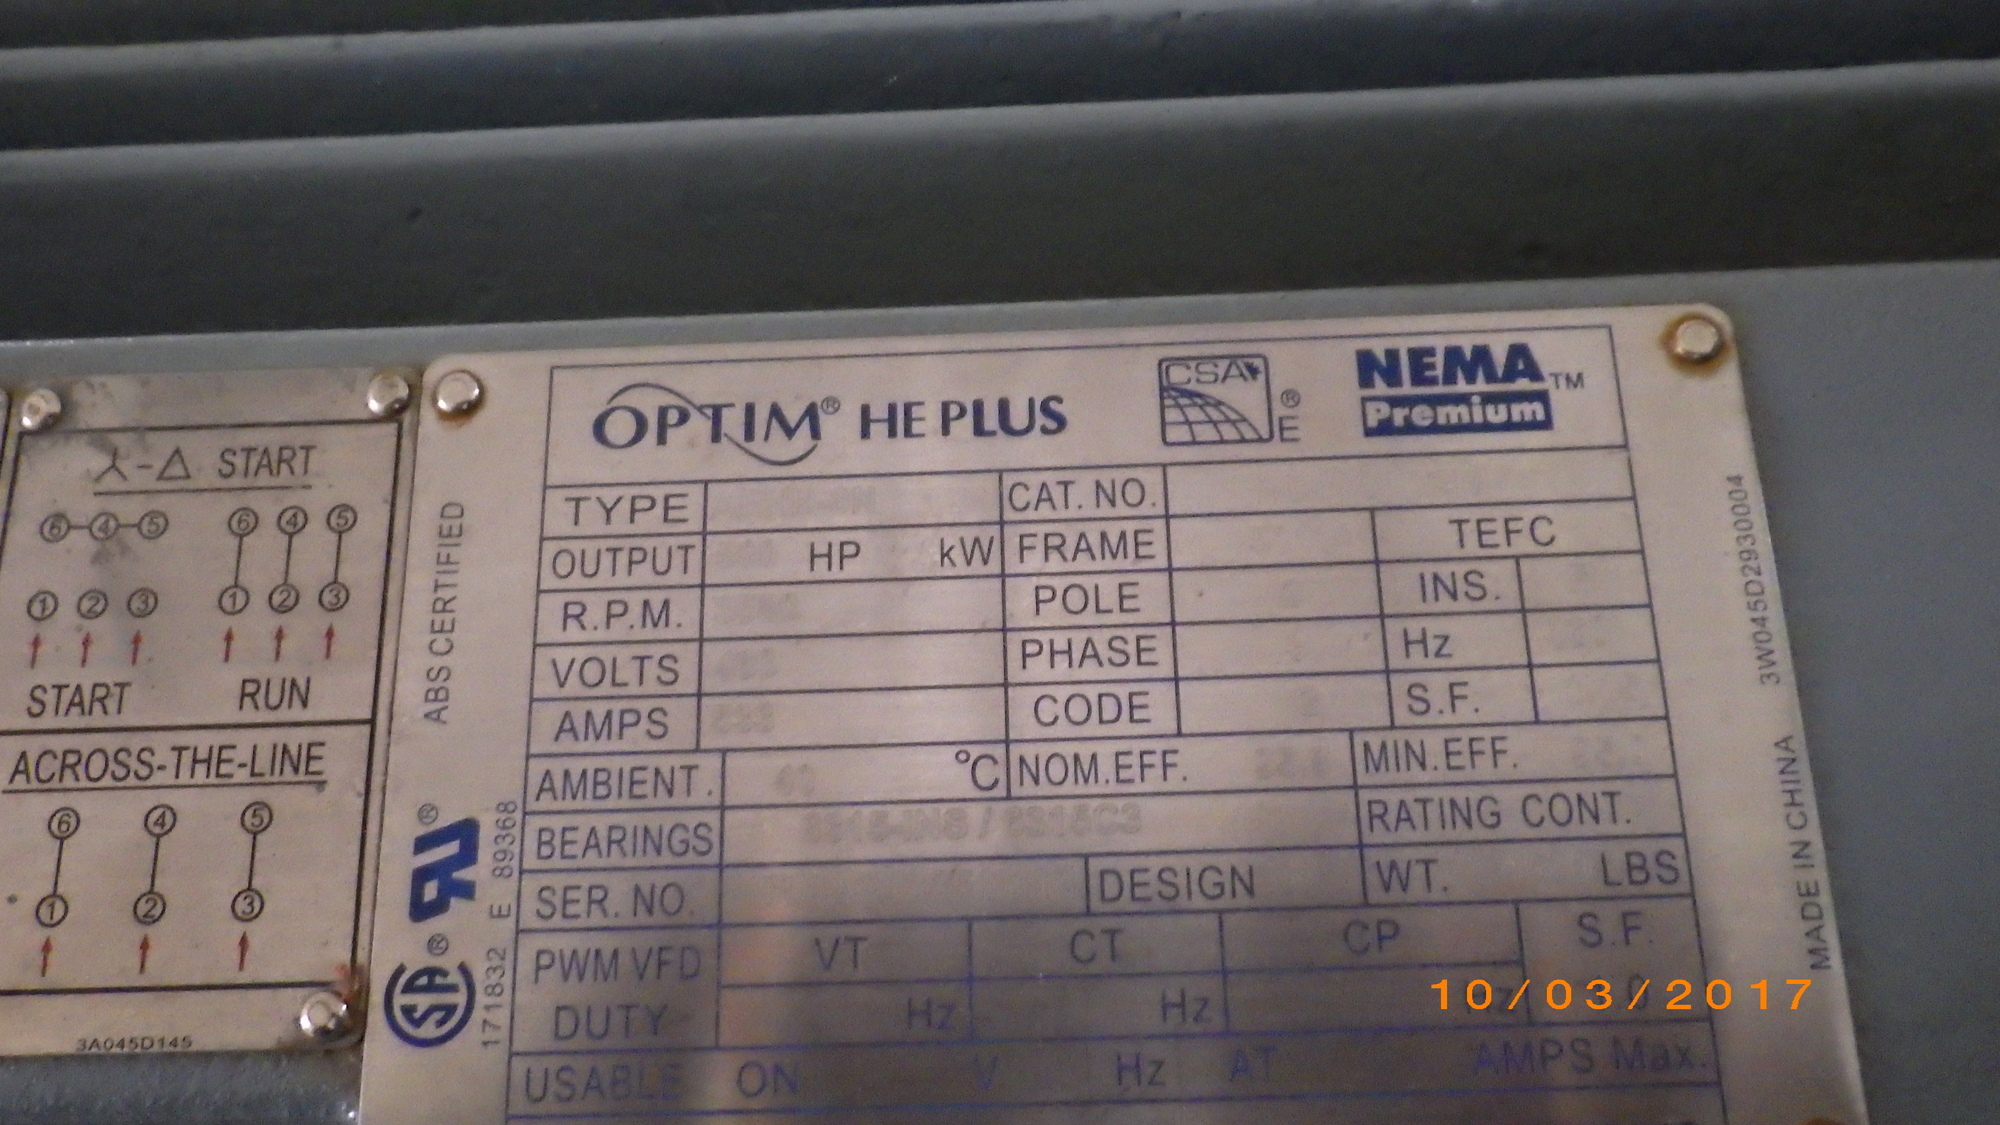 ⅄-Δ START
⑥ ④ ⑤ ⑥ ④ ⑤
① ② ③ ① ② ③
START RUN
ACROSS-THE-LINE
⑥ ④ ⑤
① ② ③
3A045D145
ABS CERTIFIED
®
SA ®
171832 E 89368
OPTIM® HE PLUS
CSA ® E
NEMA™
Premium
TYPE CAT. NO.
OUTPUT HP kW FRAME TEFC
R.P.M. POLE INS.
VOLTS PHASE Hz
AMPS CODE S.F.
AMBIENT. 40 °C NOM.EFF. MIN.EFF.
BEARINGS RATING CONT.
SER. NO. DESIGN WT. LBS
PWM VFD VT CT CP S.F.
DUTY Hz Hz Hz
USABLE ON V Hz AT AMPS Max.
3W045D2930004
MADE IN CHINA
10/03/2017